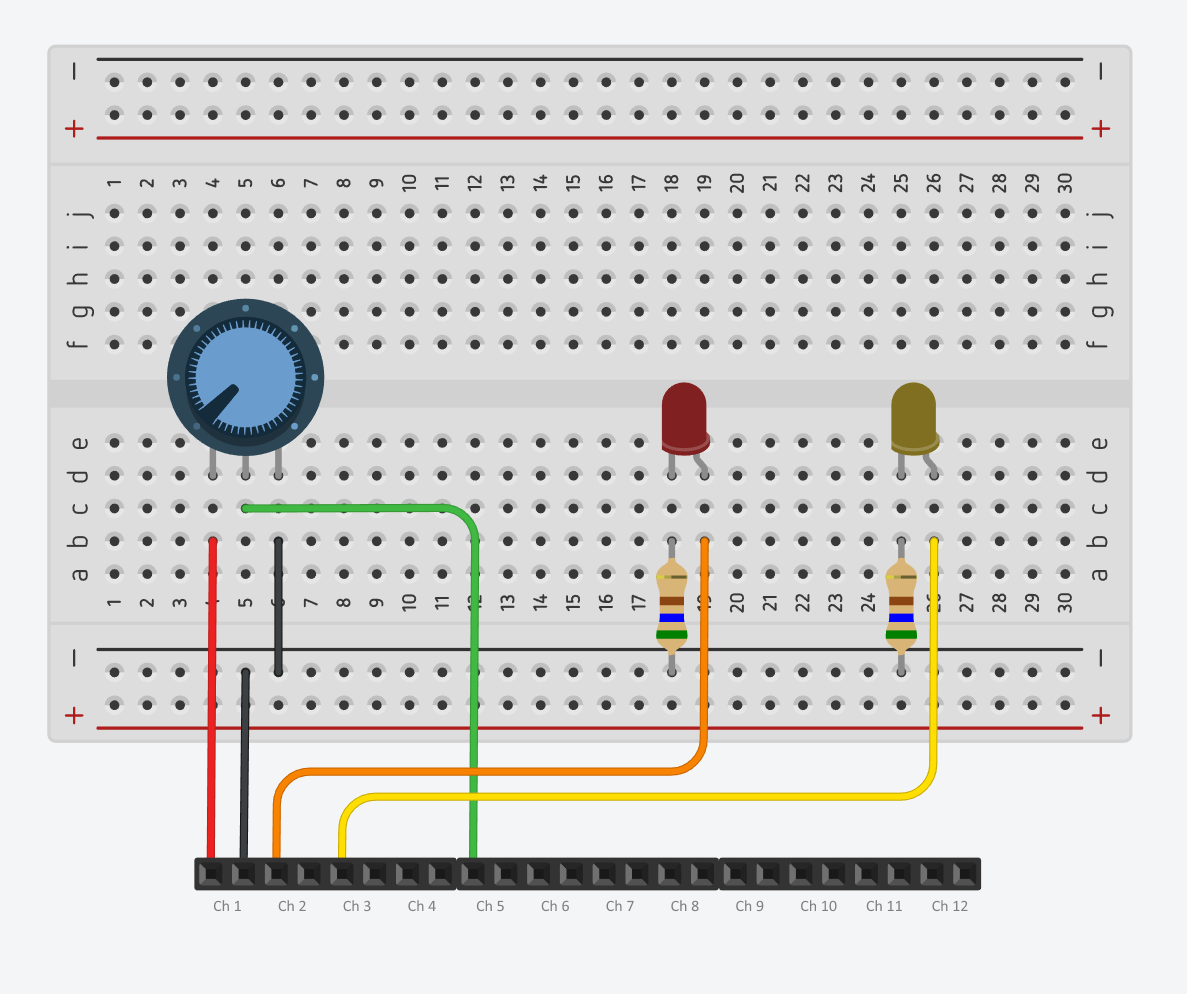 − −
+ +
1 2 3 4 5 6 7 8 9 10 11 12 13 14 15 16 17 18 19 20 21 22 23 24 25 26 27 28 29 30
j j
i i
h h
g g
f f
e e
d d
c c
b b
a a
1 2 3 4 5 6 7 8 9 10 11 12 13 14 15 16 17 18 19 20 21 22 23 24 25 26 27 28 29 30
− −
+ +
Ch 1 Ch 2 Ch 3 Ch 4 Ch 5 Ch 6 Ch 7 Ch 8 Ch 9 Ch 10 Ch 11 Ch 12